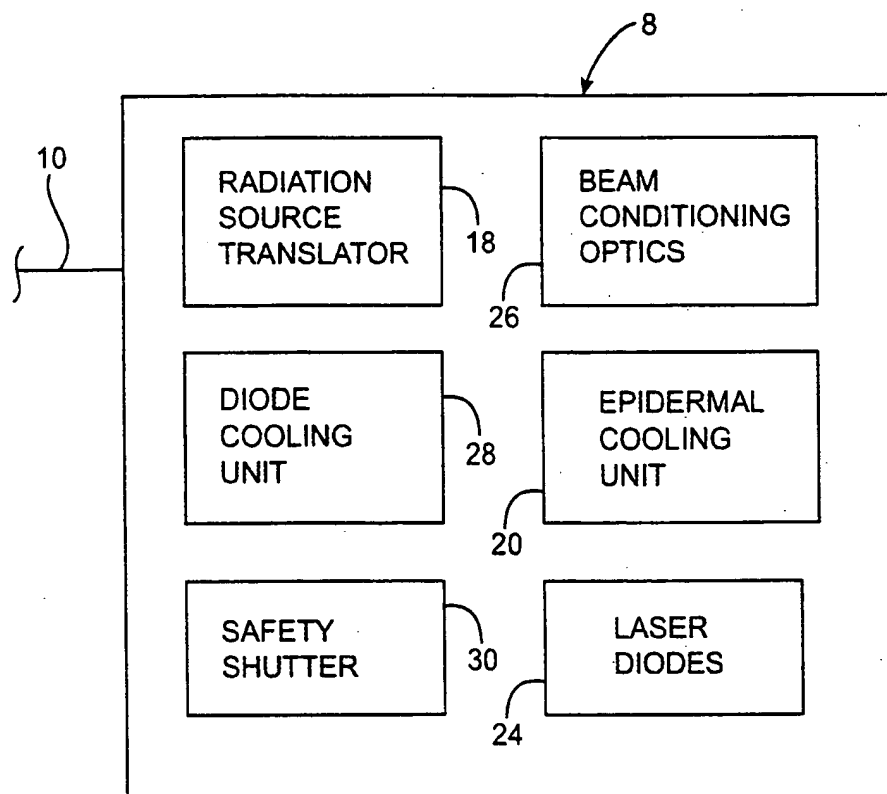 8
10
RADIATION
SOURCE
TRANSLATOR
18
BEAM
CONDITIONING
OPTICS
26
DIODE
COOLING
UNIT
28
EPIDERMAL
COOLING
UNIT
20
SAFETY
SHUTTER
30
LASER
DIODES
24